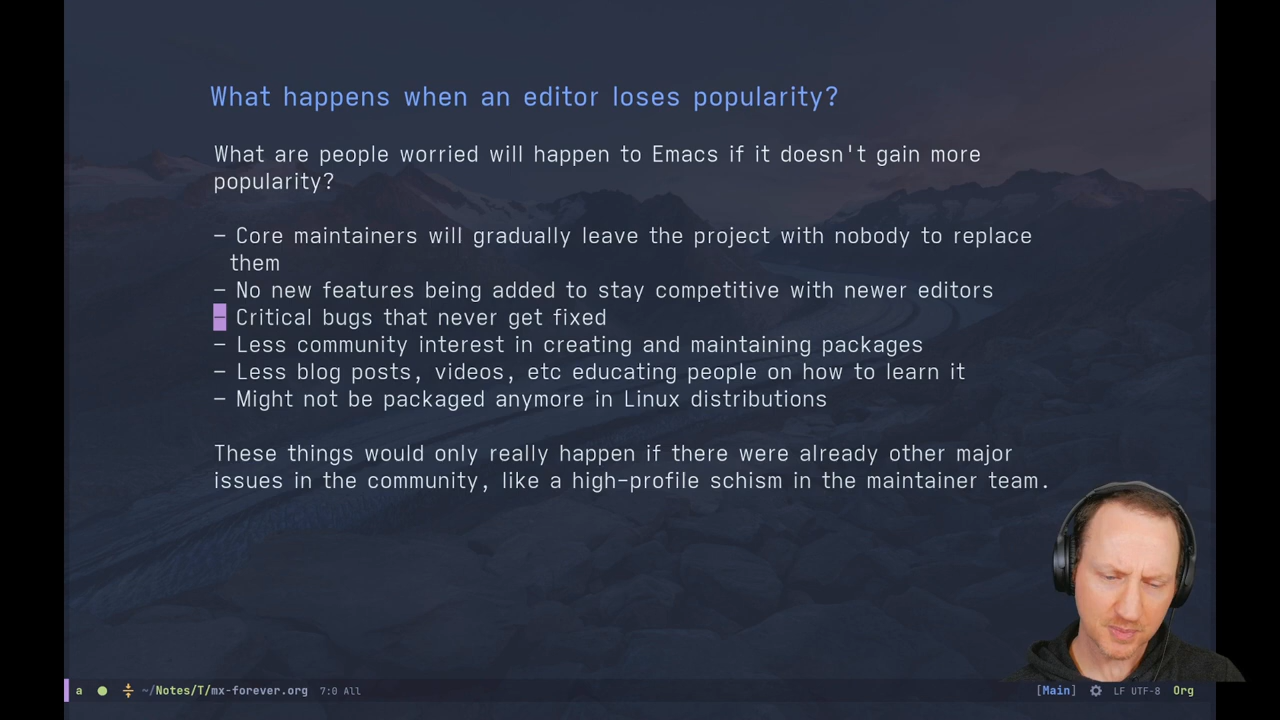 What happens when an editor loses popularity?
What are people worried will happen to Emacs if it doesn't gain more
popularity?
– Core maintainers will gradually leave the project with nobody to replace
them
– No new features being added to stay competitive with newer editors
– Critical bugs that never get fixed
– Less community interest in creating and maintaining packages
– Less blog posts, videos, etc educating people on how to learn it
– Might not be packaged anymore in Linux distributions
These things would only really happen if there were already other major
issues in the community, like a high-profile schism in the maintainer team.
a ~/Notes/T/mx-forever.org 7:0 All [Main] LF UTF-8 Org